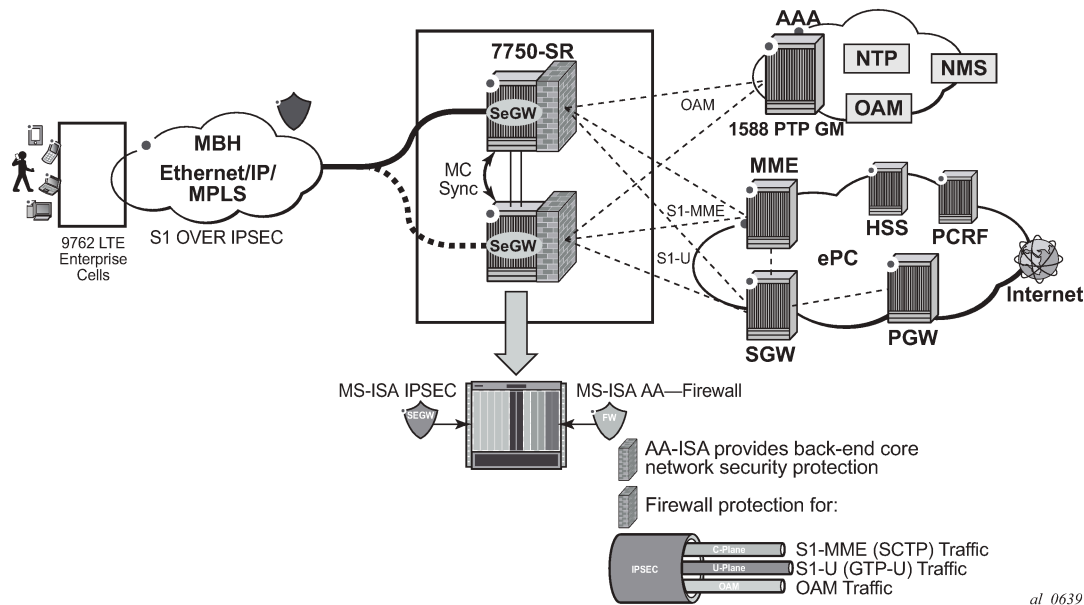 AAA
7750-SR
NTP
NMS
SeGW
OAM
OAM
1588 PTP GM
MBH
Ethernet/IP/
MPLS
MC
Sync
MME
S1-MME
HSS
PCRF
S1 OVER IPSEC
9762 LTE
Enterprise
Cells
SeGW
S1-U
ePC
Internet
SGW
PGW
MS-ISA IPSEC
MS-ISA AA—Firewall
SEGW
FW
AA-ISA provides back-end core
network security protection
Firewall protection for:
IPSEC
C-Plane
S1-MME (SCTP) Traffic
U-Plane
S1-U (GTP-U) Traffic
OAM
OAM Traffic
al_0639